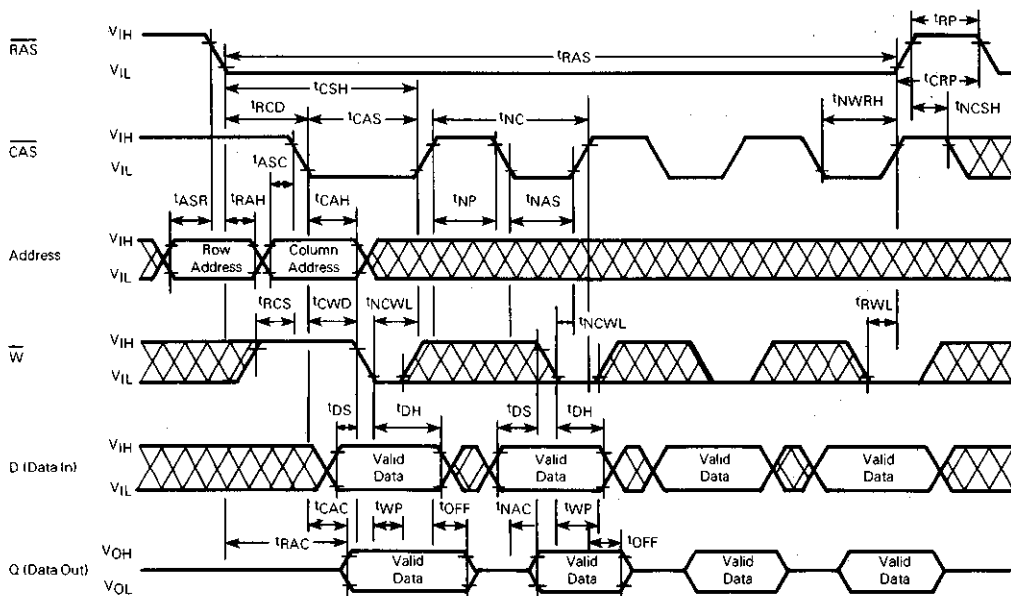 tRP
VIH
RAS
tRAS
VIL
tCSH
tCRP
tRCD
tCAS
tNC
tNWRH
tNCSH
VIH
CAS
tASC
VIL
tASR
tRAH
tCAH
tNP
tNAS
VIH
Address
Row Address
Column Address
VIL
tRCS
tCWD
tNCWL
tNCWL
tRWL
VIH
W
VIL
tDS
tDH
tDS
tDH
VIH
D (Data In)
Valid Data
Valid Data
Valid Data
Valid Data
VIL
tCAC
tWP
tOFF
tNAC
tWP
tRAC
tOFF
VOH
Q (Data Out)
Valid Data
Valid Data
Valid Data
Valid Data
VOL